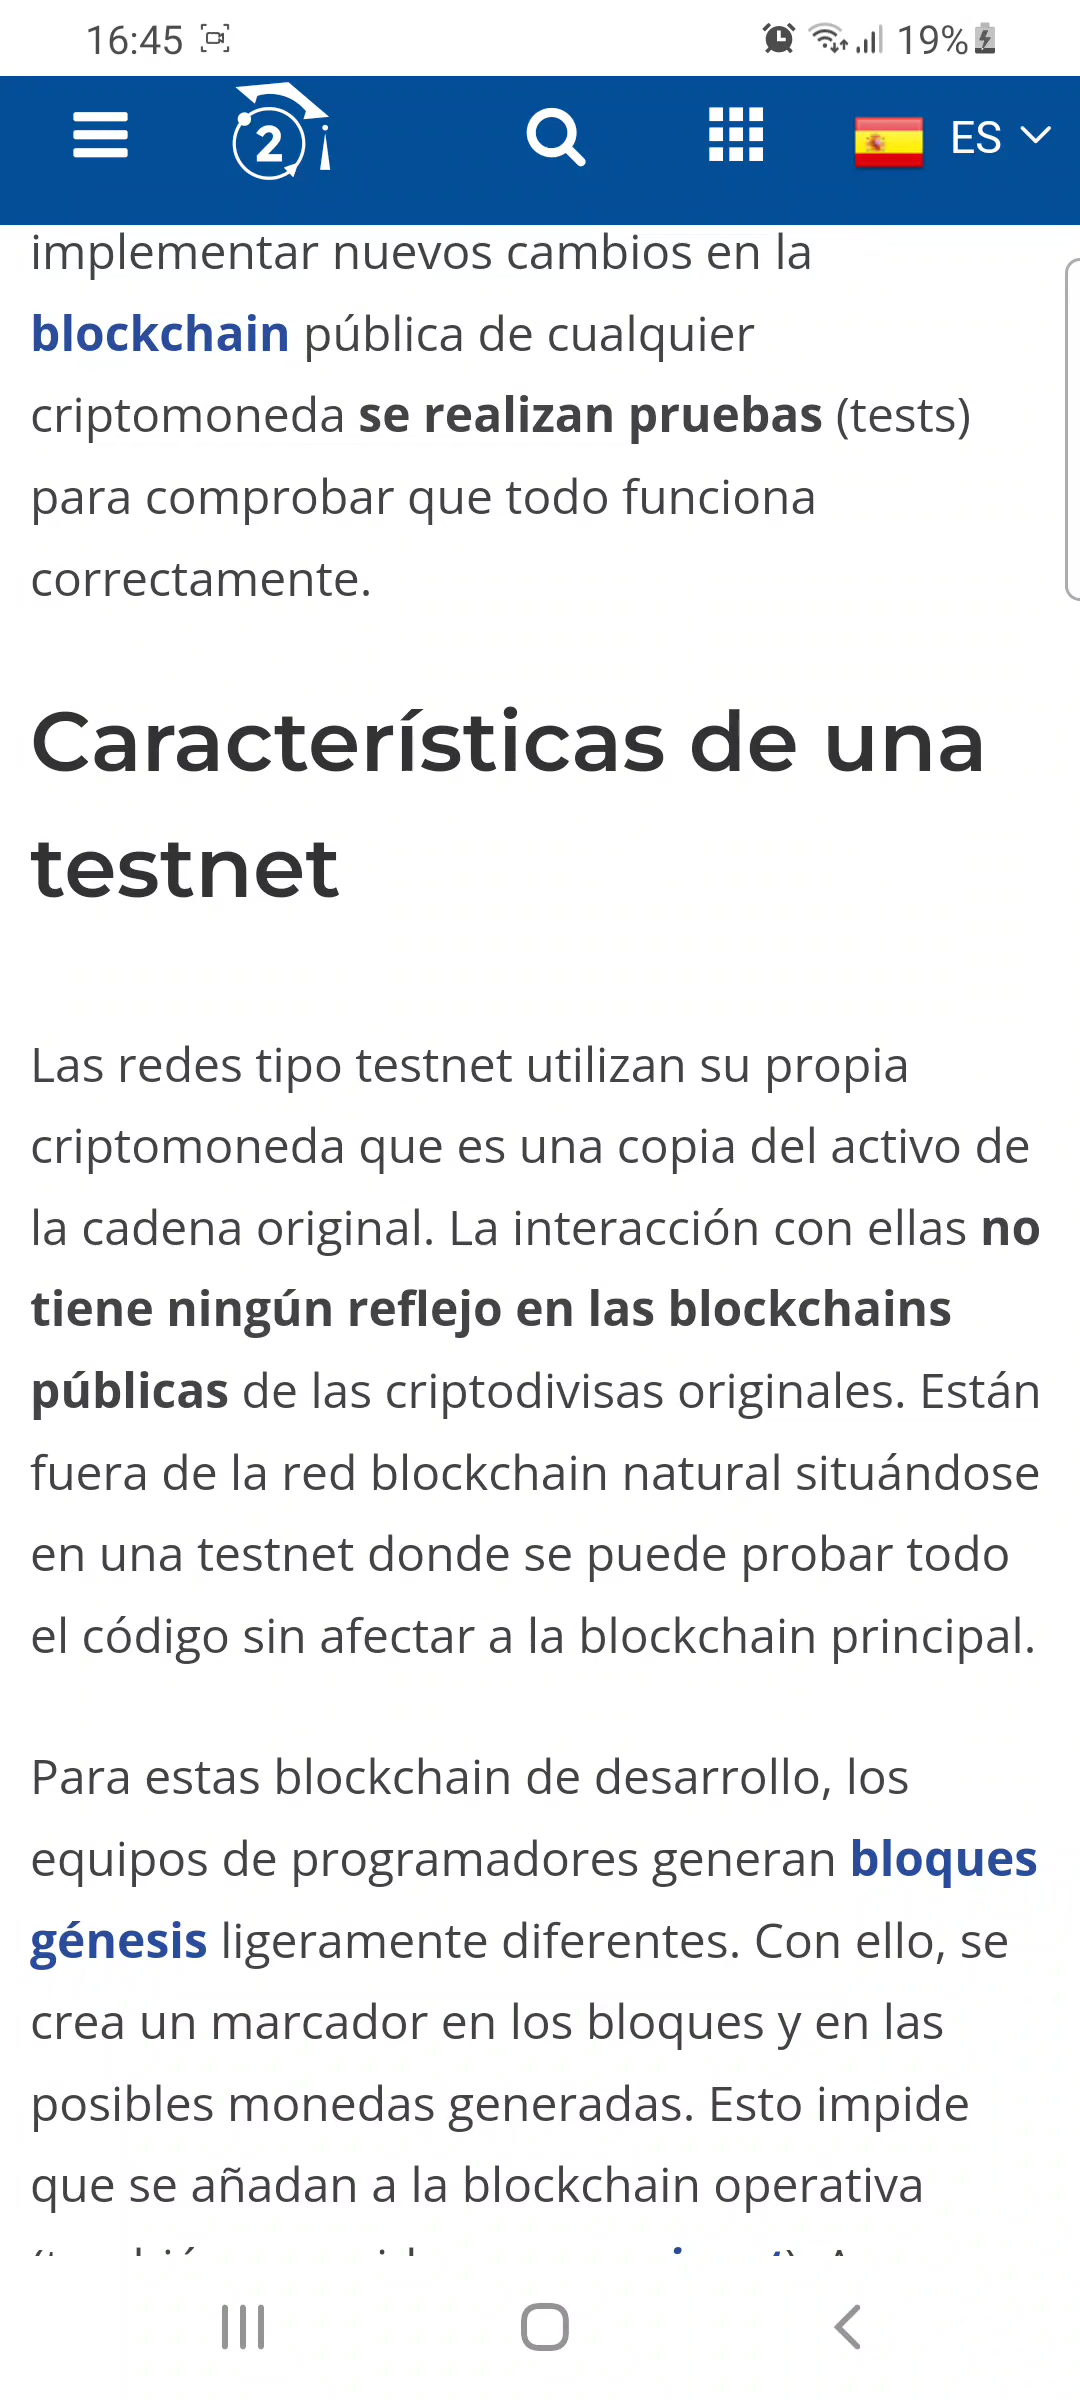 16:45
19%
2
ES
implementar nuevos cambios en la
blockchain pública de cualquier
criptomoneda se realizan pruebas (tests)
para comprobar que todo funciona
correctamente.
Características de una
testnet
Las redes tipo testnet utilizan su propia
criptomoneda que es una copia del activo de
la cadena original. La interacción con ellas no
tiene ningún reflejo en las blockchains
públicas de las criptodivisas originales. Están
fuera de la red blockchain natural situándose
en una testnet donde se puede probar todo
el código sin afectar a la blockchain principal.
Para estas blockchain de desarrollo, los
equipos de programadores generan bloques
génesis ligeramente diferentes. Con ello, se
crea un marcador en los bloques y en las
posibles monedas generadas. Esto impide
que se añadan a la blockchain operativa